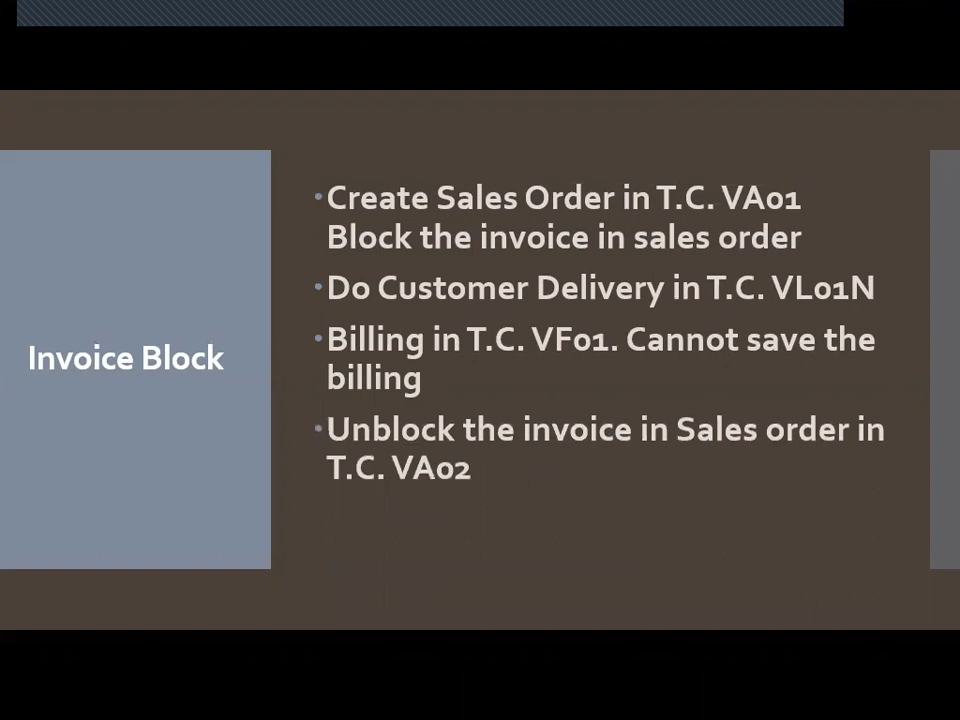 Invoice Block
•Create Sales Order in T.C. VA01
Block the invoice in sales order
•Do Customer Delivery in T.C. VL01N
•Billing in T.C. VF01. Cannot save the
billing
•Unblock the invoice in Sales order in
T.C. VA02